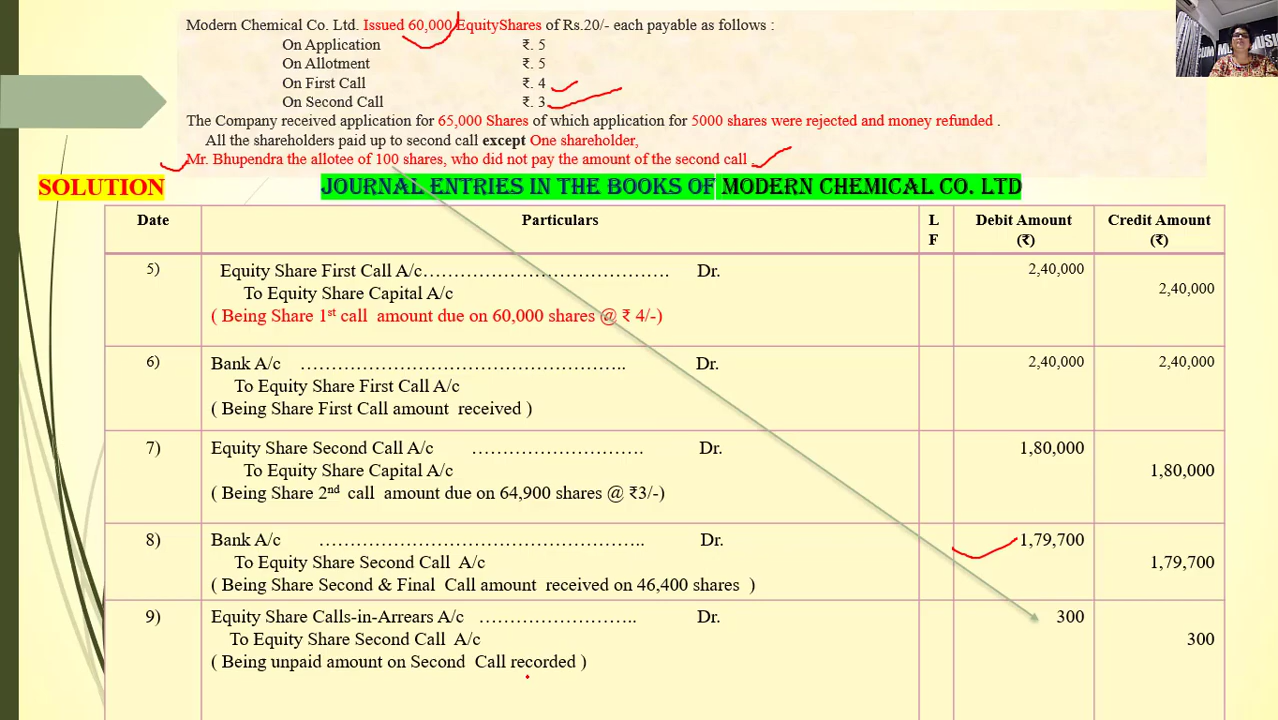 Modern Chemical Co. Ltd. Issued 60,000 EquityShares of Rs.20/- each payable as follows :
On Application ₹. 5
On Allotment ₹. 5
On First Call ₹. 4
On Second Call ₹. 3
The Company received application for 65,000 Shares of which application for 5000 shares were rejected and money refunded .
All the shareholders paid up to second call except One shareholder,
Mr. Bhupendra the allotee of 100 shares, who did not pay the amount of the second call .
SOLUTION JOURNAL ENTRIES IN THE BOOKS OF MODERN CHEMICAL CO. LTD
Date Particulars L F Debit Amount (₹) Credit Amount (₹)
5) Equity Share First Call A/c…………………………………. Dr. 2,40,000
To Equity Share Capital A/c 2,40,000
( Being Share 1st call amount due on 60,000 shares @ ₹ 4/-)
6) Bank A/c ………………………………………………….. Dr. 2,40,000 2,40,000
To Equity Share First Call A/c
( Being Share First Call amount received )
7) Equity Share Second Call A/c ………………………. Dr. 1,80,000
To Equity Share Capital A/c 1,80,000
( Being Share 2nd call amount due on 64,900 shares @ ₹3/-)
8) Bank A/c ………………………………………………….. Dr. 1,79,700
To Equity Share Second Call A/c 1,79,700
( Being Share Second & Final Call amount received on 46,400 shares )
9) Equity Share Calls-in-Arrears A/c …………………….. Dr. 300
To Equity Share Second Call A/c 300
( Being unpaid amount on Second Call recorded )